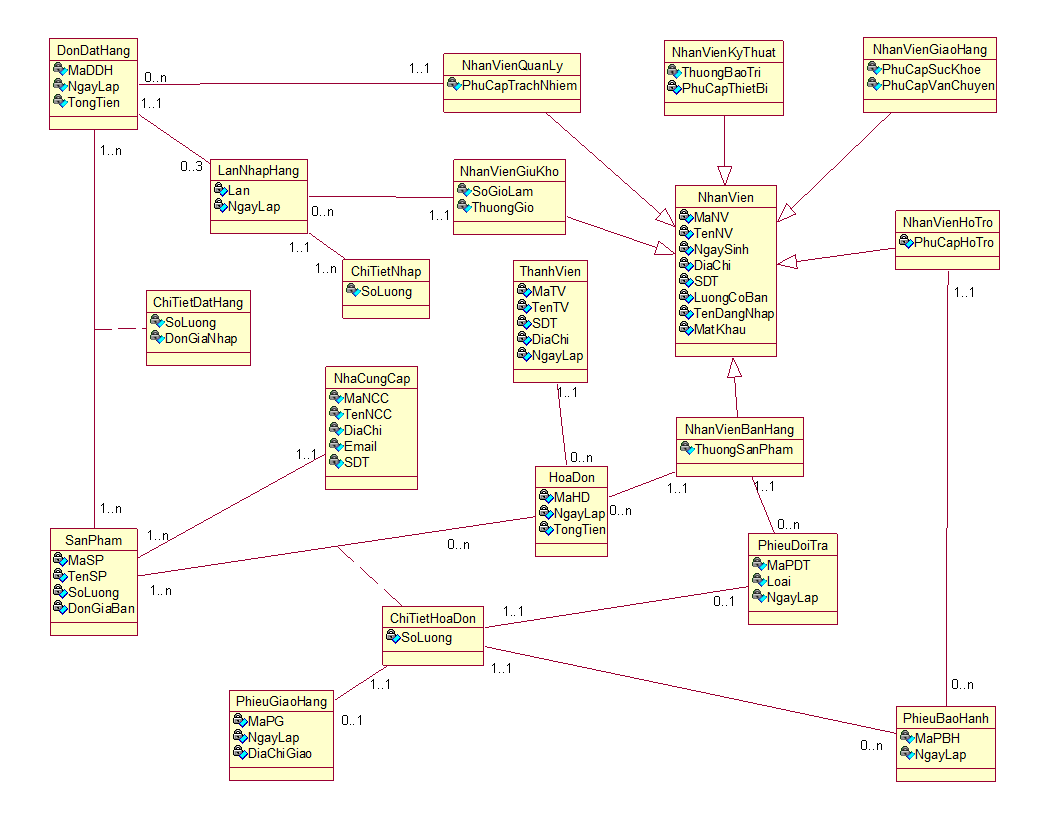 DonDatHang
MaDDH
NgayLap
TongTien
0..n
1..1
1..1
1..n
0..3
NhanVienQuanLy
PhuCapTrachNhiem
NhanVienKyThuat
ThuongBaoTri
PhuCapThietBi
NhanVienGiaoHang
PhuCapSucKhoe
PhuCapVanChuyen
LanNhapHang
Lan
NgayLap
0..n
1..1
1..1
1..n
NhanVienGiuKho
SoGioLam
ThuongGio
NhanVien
MaNV
TenNV
NgaySinh
DiaChi
SDT
LuongCoBan
TenDangNhap
MatKhau
NhanVienHoTro
PhuCapHoTro
1..1
ChiTietNhap
SoLuong
ThanhVien
MaTV
TenTV
SDT
DiaChi
NgayLap
1..1
0..n
ChiTietDatHang
SoLuong
DonGiaNhap
NhaCungCap
MaNCC
TenNCC
DiaChi
Email
SDT
1..1
NhanVienBanHang
ThuongSanPham
1..1
1..1
HoaDon
MaHD
NgayLap
TongTien
0..n
0..n
0..n
1..n
1..n
1..n
SanPham
MaSP
TenSP
SoLuong
DonGiaBan
PhieuDoiTra
MaPDT
Loai
NgayLap
0..1
ChiTietHoaDon
SoLuong
1..1
1..1
1..1
PhieuGiaoHang
MaPG
NgayLap
DiaChiGiao
0..1
0..n
0..n
PhieuBaoHanh
MaPBH
NgayLap